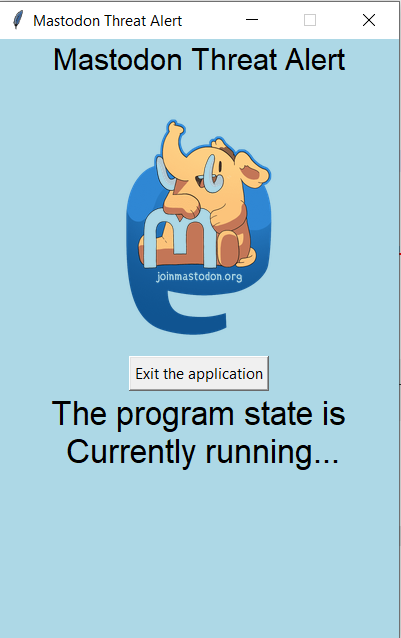 Mastodon Threat Alert
Mastodon Threat Alert
joinmastodon.org
Exit the application
The program state is
Currently running...